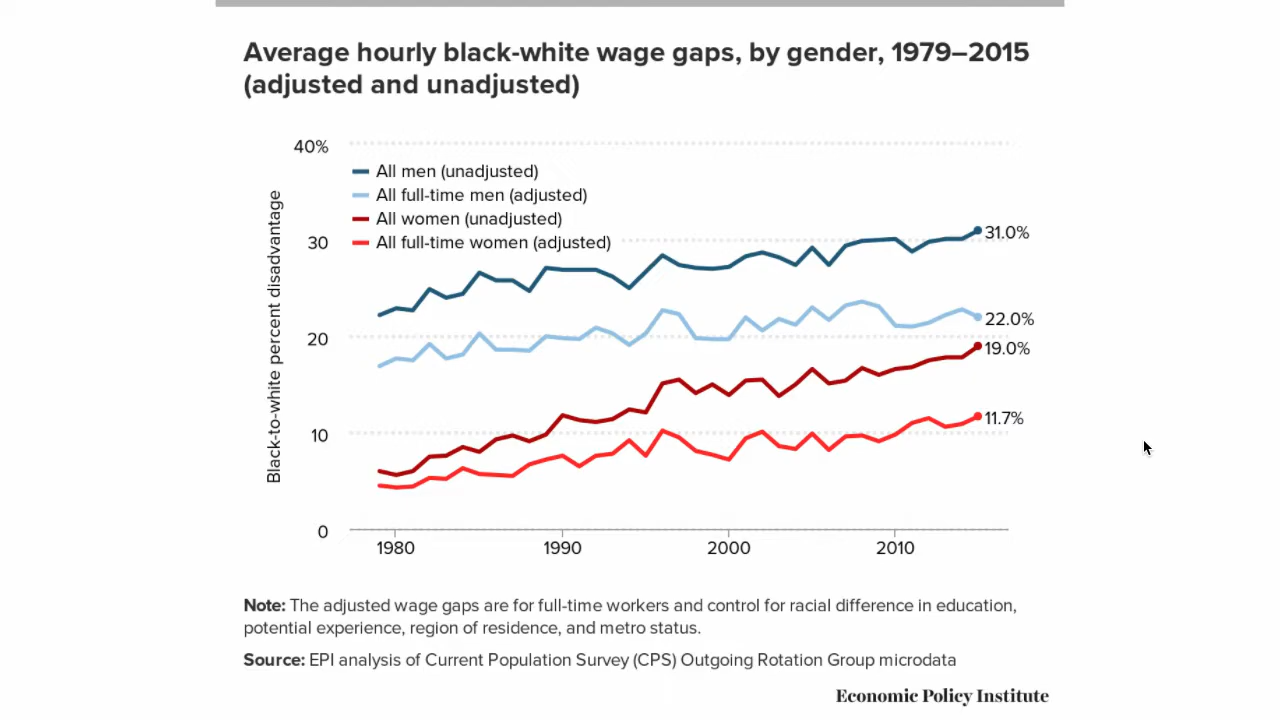 Average hourly black-white wage gaps, by gender, 1979–2015
(adjusted and unadjusted)
Black-to-white percent disadvantage
40%
30
20
10
0
All men (unadjusted)
All full-time men (adjusted)
All women (unadjusted)
All full-time women (adjusted)
31.0%
22.0%
19.0%
11.7%
1980 1990 2000 2010
Note: The adjusted wage gaps are for full-time workers and control for racial difference in education,
potential experience, region of residence, and metro status.
Source: EPI analysis of Current Population Survey (CPS) Outgoing Rotation Group microdata
Economic Policy Institute